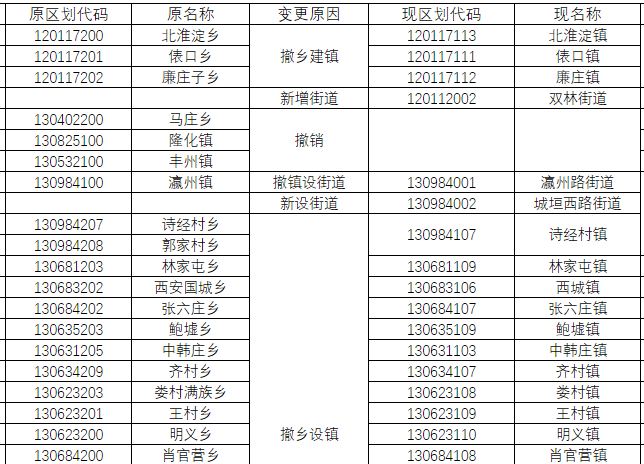 原区划代码 原名称 变更原因 现区划代码 现名称
120117200 北淮淀乡 120117113 北淮淀镇
120117201 俵口乡 撤乡建镇 120117111 俵口镇
120117202 廉庄子乡 120117112 廉庄镇
新增街道 120112002 双林街道
130402200 马庄乡
130825100 隆化镇 撤销
130532100 丰州镇
130984100 瀛州镇 撤镇设街道 130984001 瀛州路街道
新设街道 130984002 城垣西路街道
130984207 诗经村乡 130984107 诗经村镇
130984208 郭家村乡
130681203 林家屯乡 130681109 林家屯镇
130683202 西安国城乡 130683106 西城镇
130684202 张六庄乡 130684107 张六庄镇
130635203 鲍墟乡 130635109 鲍墟镇
130631205 中韩庄乡 130631103 中韩庄镇
130634209 齐村乡 130634107 齐村镇
130623203 娄村满族乡 130623108 娄村镇
130623201 王村乡 130623109 王村镇
130623200 明义乡 撤乡设镇 130623110 明义镇
130684200 肖官营乡 130684108 肖官营镇